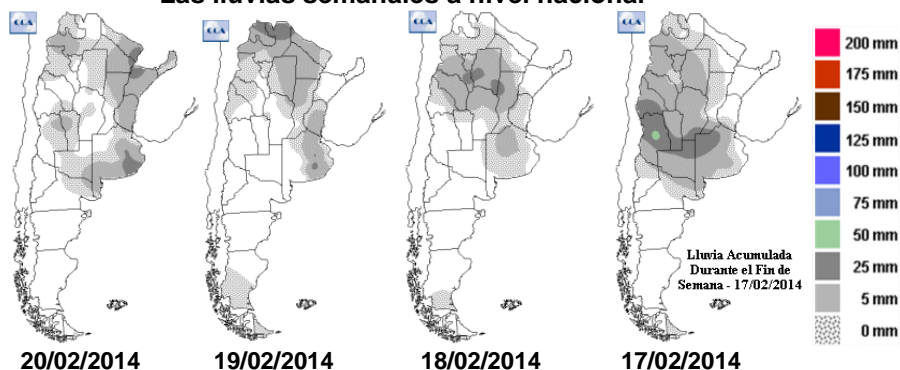 Las lluvias semanales a nivel nacional
CCA
CCA
CCA
CCA
Lluvia Acumulada
Durante el Fin de
Semana - 17/02/2014
200 mm
175 mm
150 mm
125 mm
100 mm
75 mm
50 mm
25 mm
5 mm
0 mm
20/02/2014
19/02/2014
18/02/2014
17/02/2014